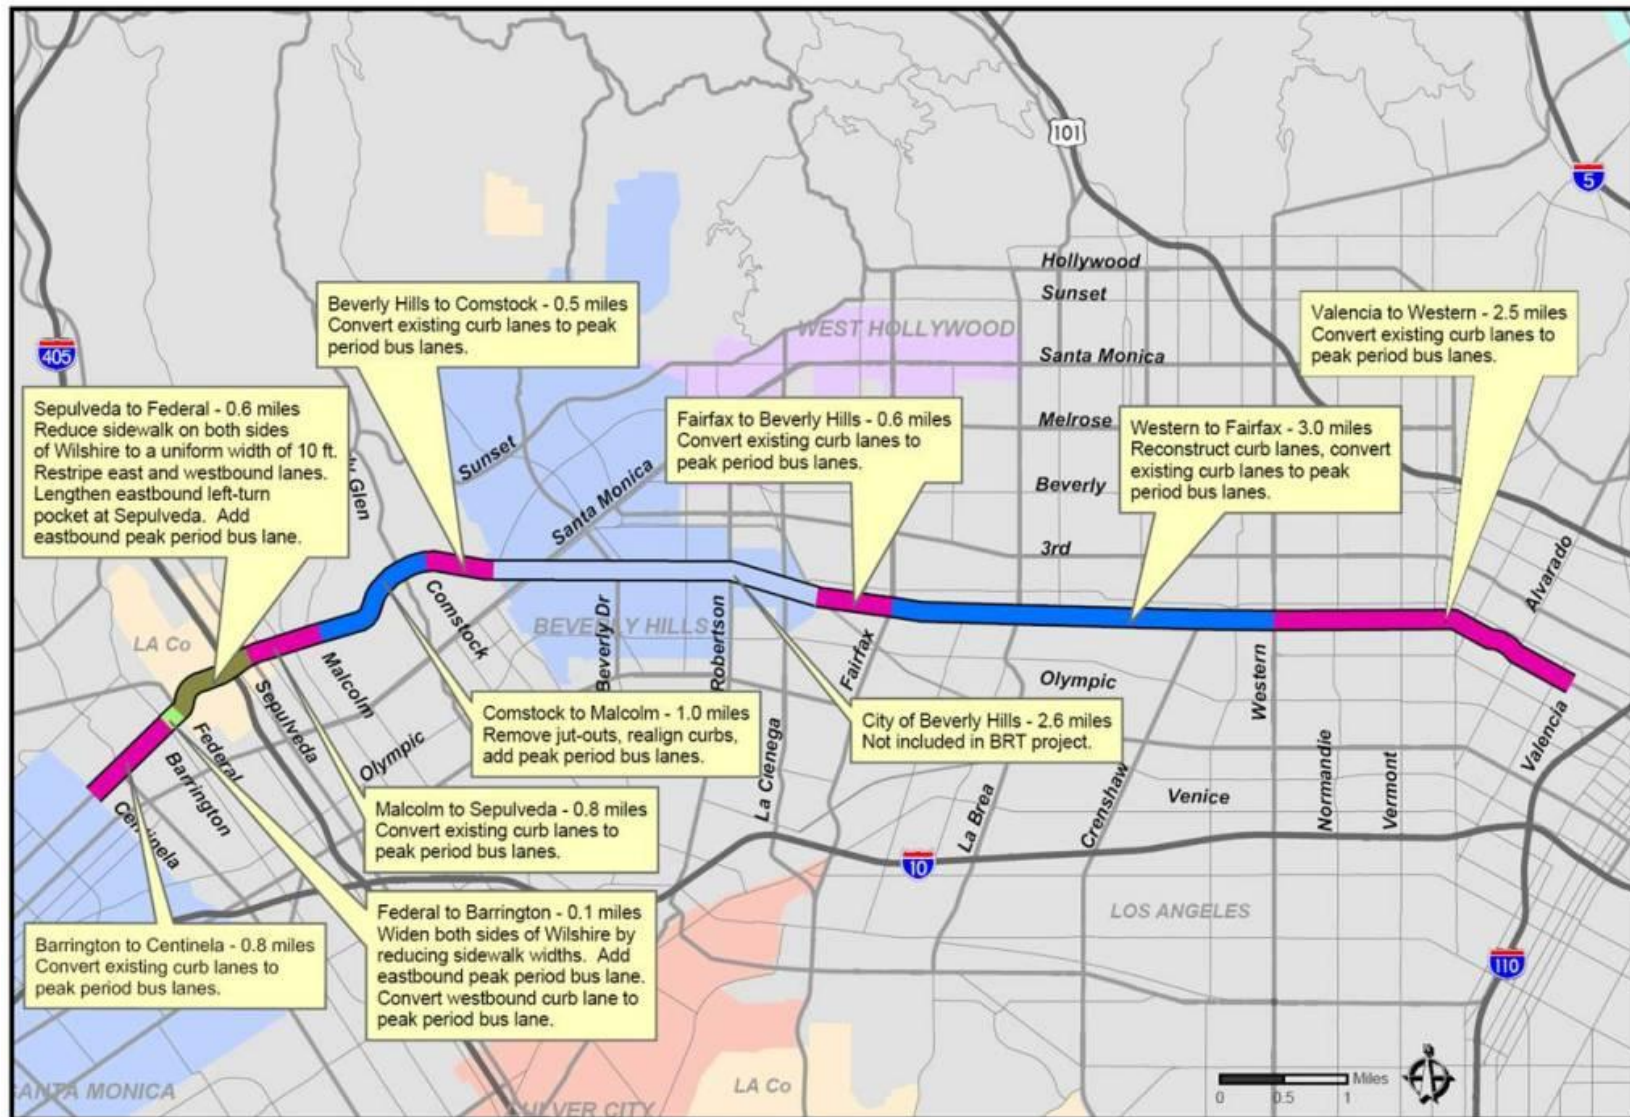 101
5
Hollywood
Sunset
Beverly Hills to Comstock - 0.5 miles
Convert existing curb lanes to peak
period bus lanes.
WEST HOLLYWOOD
Valencia to Western - 2.5 miles
Convert existing curb lanes to
peak period bus lanes.
405
Santa Monica
Sepulveda to Federal - 0.6 miles
Reduce sidewalk on both sides
of Wilshire to a uniform width of 10 ft.
Restripe east and westbound lanes.
Lengthen eastbound left-turn
pocket at Sepulveda.  Add
eastbound peak period bus lane.
Glen
Sunset
Santa Monica
Fairfax to Beverly Hills - 0.6 miles
Convert existing curb lanes to
peak period bus lanes.
Melrose
Western to Fairfax - 3.0 miles
Reconstruct curb lanes, convert
existing curb lanes to peak
period bus lanes.
Beverly
3rd
Alvarado
Comstock
BEVERLY HILLS
Beverly Dr
Robertson
Fairfax
LA Co
Malcolm
Sepulveda
Federal
Barrington
Centinela
Olympic
Olympic
Western
Comstock to Malcolm - 1.0 miles
Remove jut-outs, realign curbs,
add peak period bus lanes.
City of Beverly Hills - 2.6 miles
Not included in BRT project.
La Cienega
La Brea
Crenshaw
Venice
Normandie
Vermont
Valencia
Malcolm to Sepulveda - 0.8 miles
Convert existing curb lanes to
peak period bus lanes.
10
Federal to Barrington - 0.1 miles
Widen both sides of Wilshire by
reducing sidewalk widths.  Add
eastbound peak period bus lane.
Convert westbound curb lane to
peak period bus lane.
Barrington to Centinela - 0.8 miles
Convert existing curb lanes to
peak period bus lanes.
LOS ANGELES
110
SANTA MONICA
CULVER CITY
LA Co
Miles
0 0.5 1